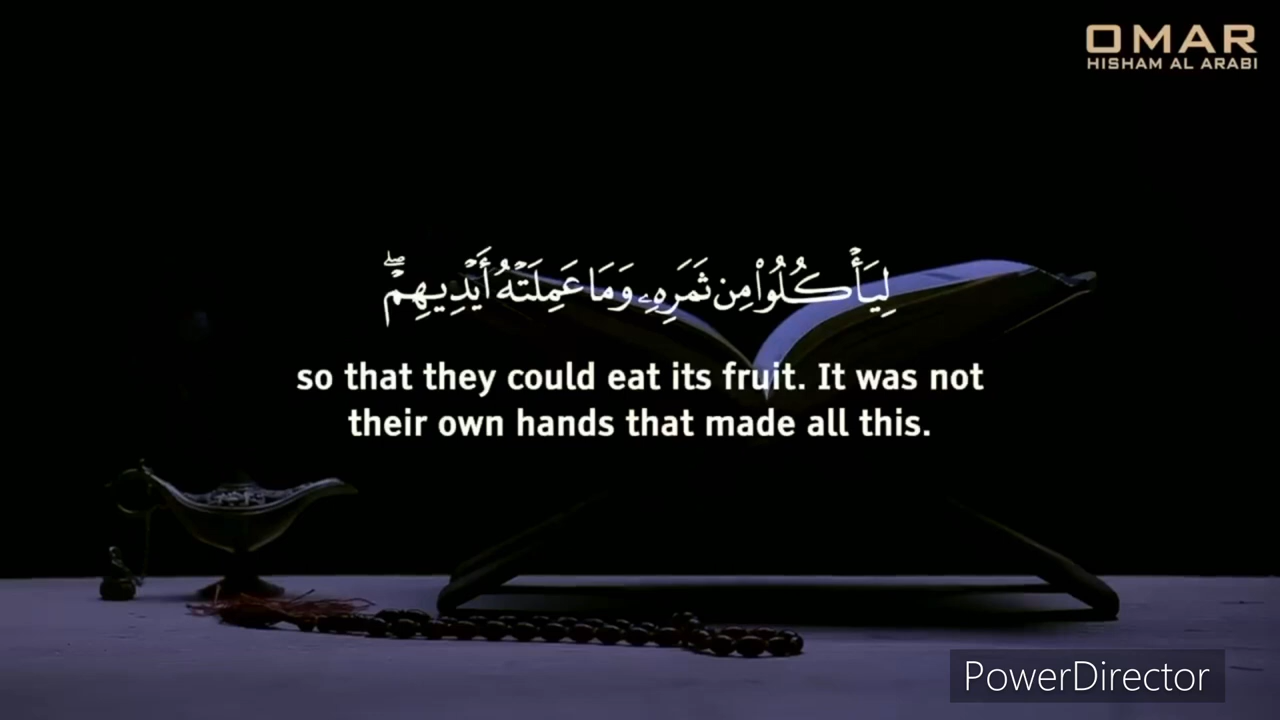 OMAR
HISHAM AL ARABI
لِيَأْكُلُوا۟ مِن ثَمَرِهِۦ وَمَا عَمِلَتْهُ أَيْدِيهِمْ ۖ
so that they could eat its fruit. It was not
their own hands that made all this.
PowerDirector